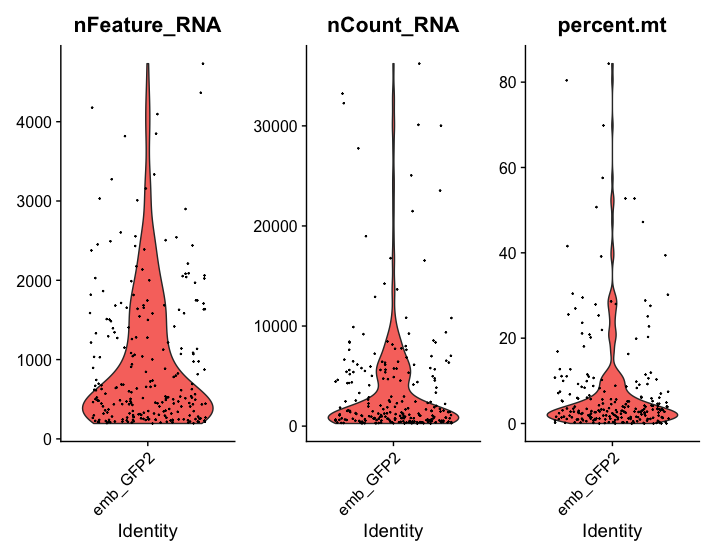 nFeature_RNA
4000
3000
2000
1000
0
emb_GFP2
Identity
nCount_RNA
30000
20000
10000
0
emb_GFP2
Identity
percent.mt
80
60
40
20
0
emb_GFP2
Identity